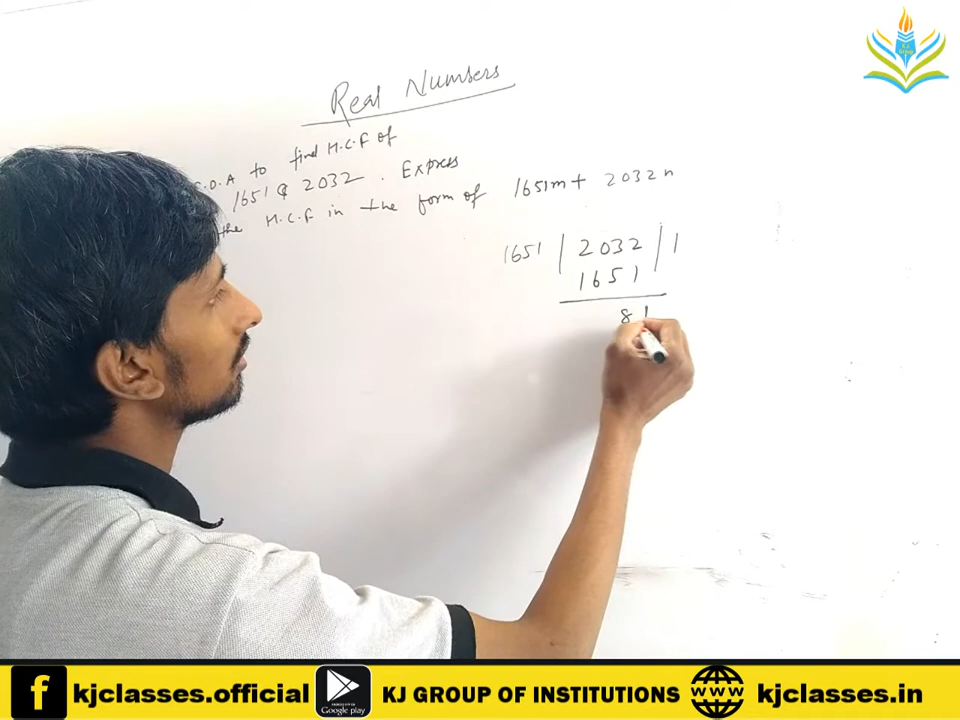 Real Numbers
.D.A to find H.C.F of
1651 & 2032 . Express
the H.C.F in the form of 1651m + 2032n
1651 | 2032 | 1
1651
81
kjclasses.official
Google play
KJ GROUP OF INSTITUTIONS
kjclasses.in